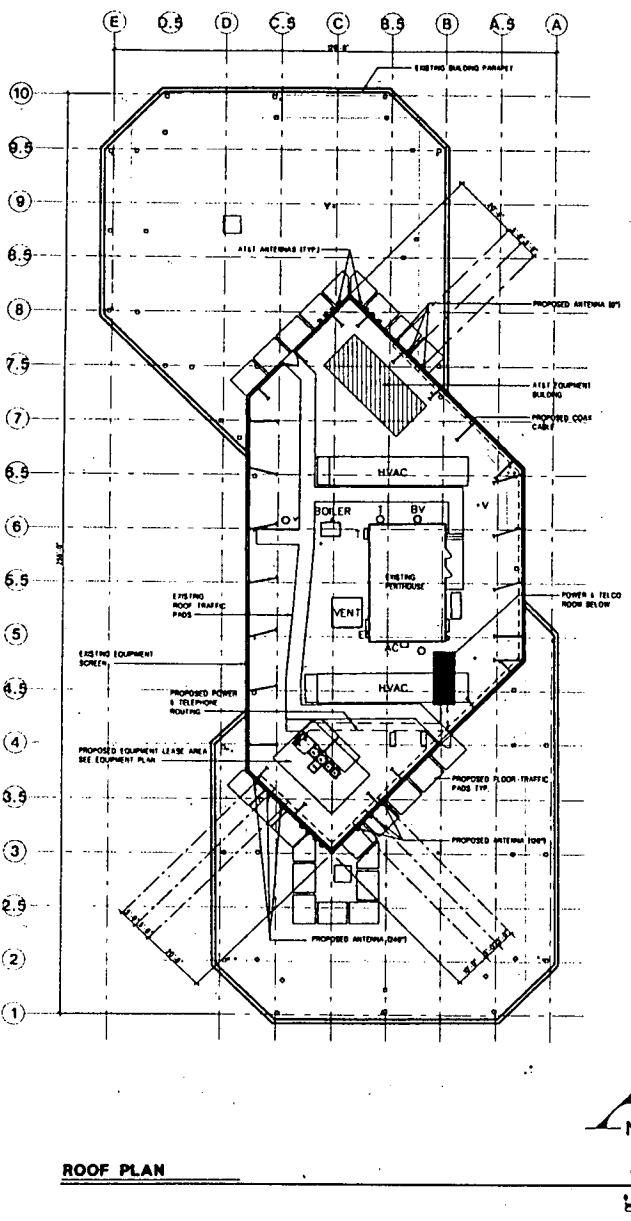 E D.5 D C.5 C B.5 B A.5 A
EXISTING BUILDING PARAPET
10
9.5
9
8.5
8
7.5
7
6.5
6
5.5
5
4.5
4
3.5
3
2.5
2
1
AT&T ANTENNAS (TYP.)
PROPOSED ANTENNA (0°)
AT&T EQUIPMENT
BUILDING
PROPOSED COAX
CABLE
HVAC
V
BOILER
T
BV
Y
T
EXISTING
PENTHOUSE
EXISTING
ROOF TRAFFIC
PADS
VENT
POWER & TELCO
ROOM BELOW
AC
EXISTING EQUIPMENT
SCREEN
HVAC
PROPOSED POWER
& TELEPHONE
ROUTING
PROPOSED EQUIPMENT LEASE AREA
SEE EQUIPMENT PLAN
PROPOSED FLOOR-TRAFFIC
PADS TYP.
PROPOSED ANTENNA (120°)
PROPOSED ANTENNA (240°)
N
ROOF PLAN